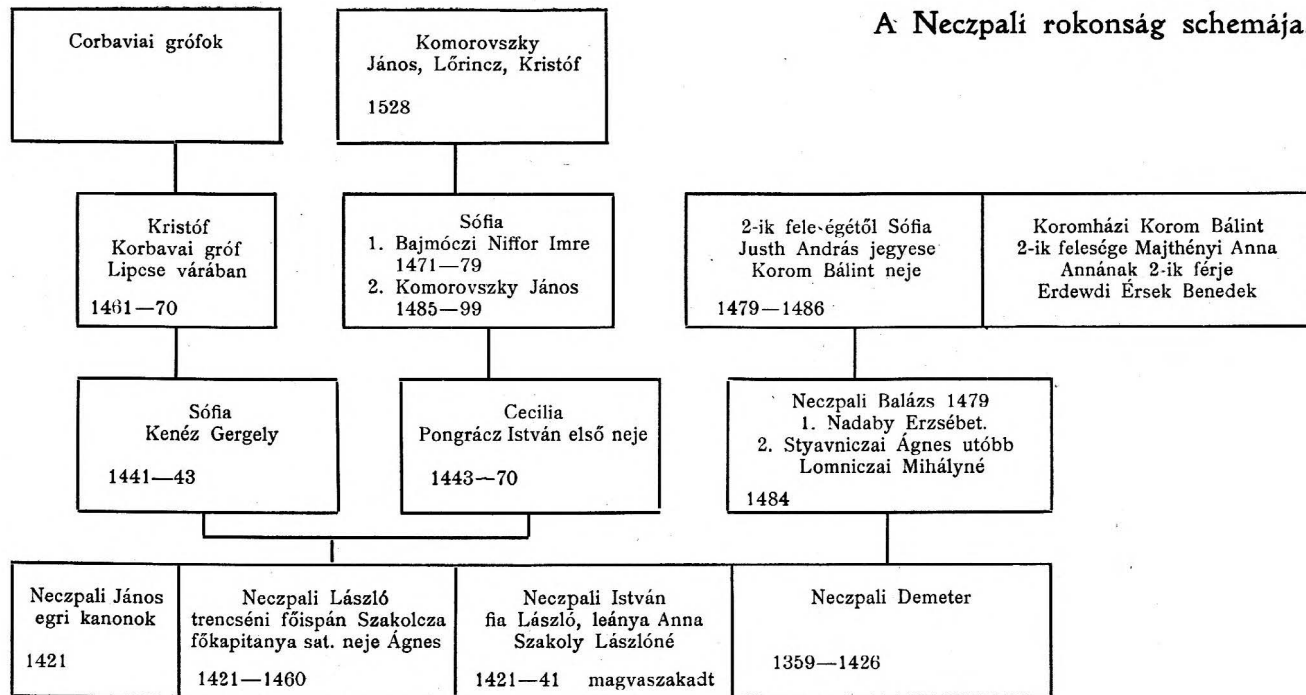 A Neczpali rokonság schemája.
Corbaviai grófok
Komorovszky
János, Lőrincz, Kristóf
1528
Kristóf
Korbavai gróf
Lipcse várában
1461—70
Sófia
1. Bajmóczi Niffor Imre
1471—79
2. Komorovszky János
1485—99
2-ik fele·égétől Sófia
Justh András jegyese
Korom Bálint neje
1479—1486
Koromházi Korom Bálint
2-ik felesége Majthényi Anna
Annának 2-ik férje
Erdewdi Érsek Benedek
Sófia
Kenéz Gergely
1441—43
Cecilia
Pongrácz István első neje
1443—70
Neczpali Balázs 1479
1. Nadaby Erzsébet.
2. Styavniczai Ágnes utóbb
Lomniczai Mihályné
1484
Neczpali János
egri kanonok
1421
Neczpali László
trencséni főispán Szakolcza
főkapitánya sat. neje Ágnes
1421—1460
Neczpali István
fia László, leánya Anna
Szakoly Lászlóné
1421—41 magvaszakadt
Neczpali Demeter
1359—1426